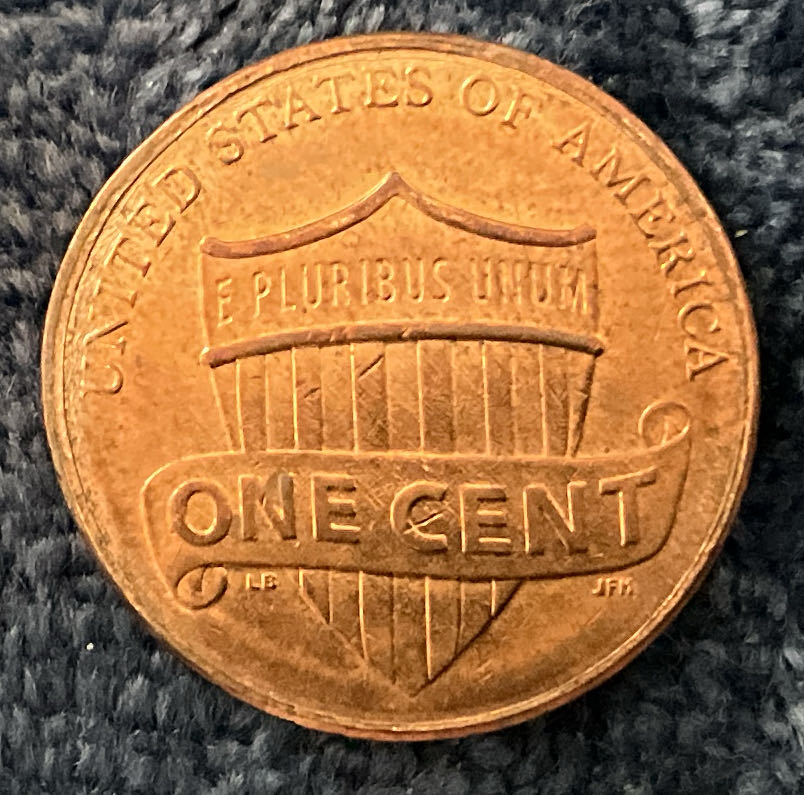 UNITED STATES OF AMERICA
E PLURIBUS UNUM
ONE CENT
LB JFM